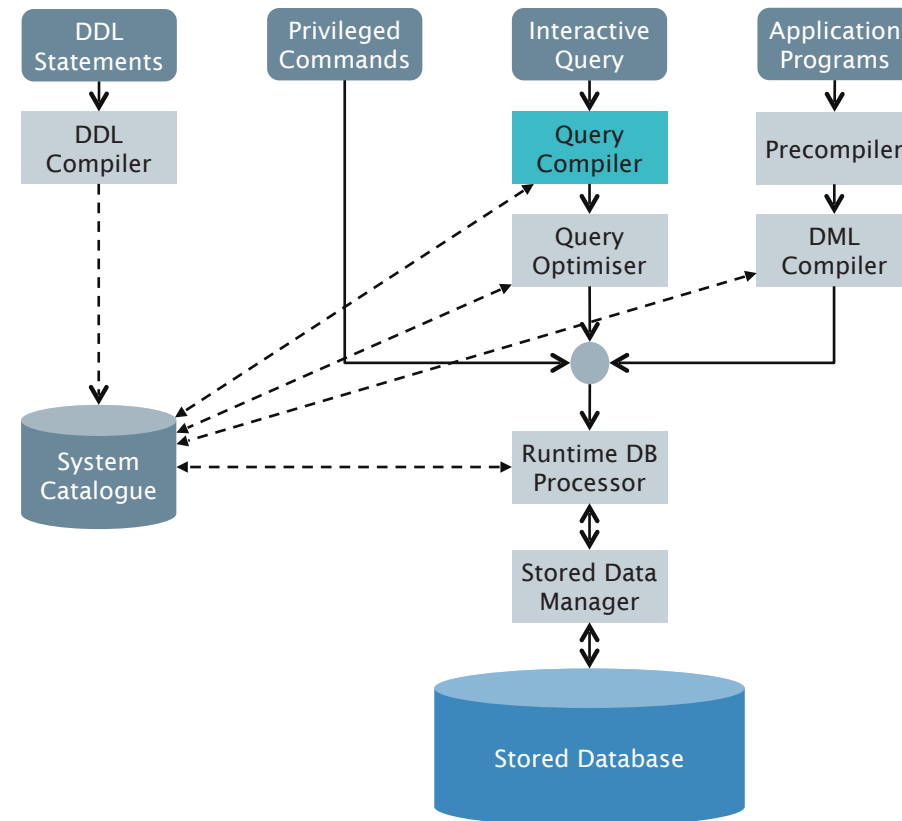 DDL
Statements
Privileged
Commands
Interactive
Query
Application
Programs
DDL
Compiler
Query
Compiler
Precompiler
Query
Optimiser
DML
Compiler
System
Catalogue
Runtime DB
Processor
Stored Data
Manager
Stored Database